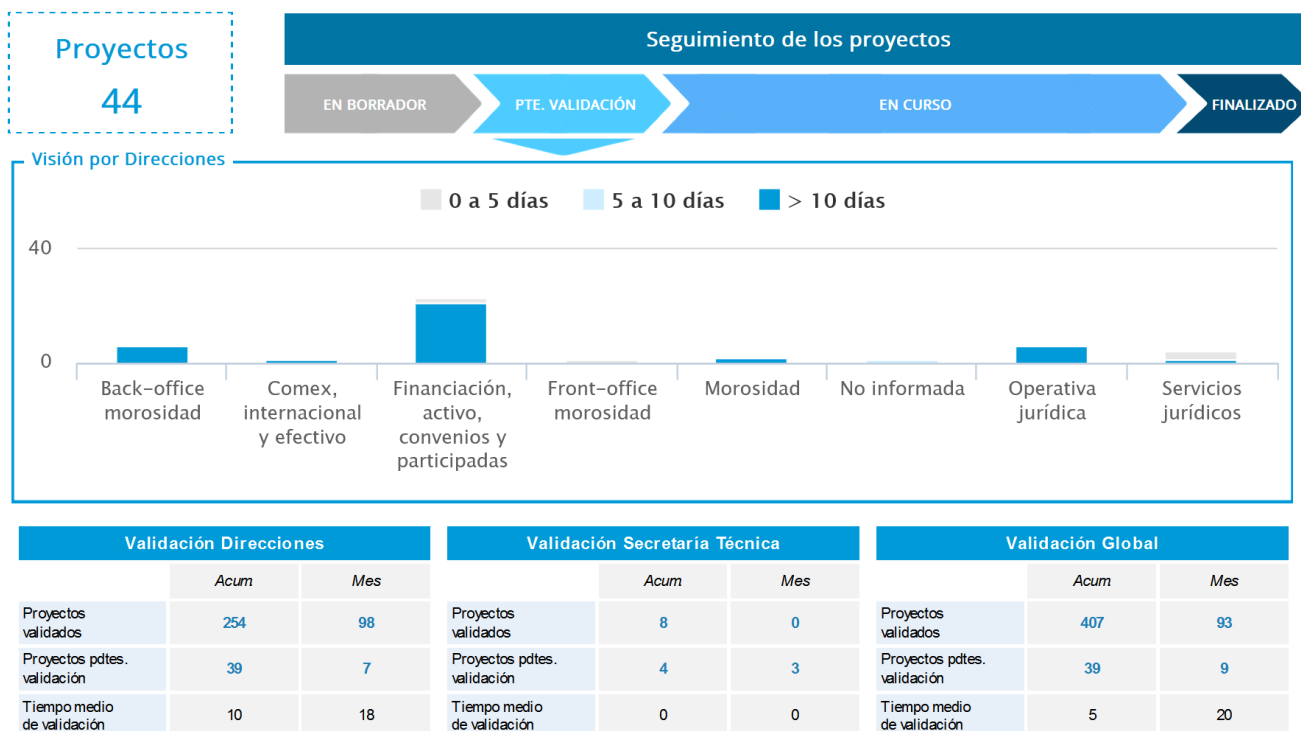 Proyectos
44
Seguimiento de los proyectos
EN BORRADOR
PTE. VALIDACIÓN
EN CURSO
FINALIZADO
Visión por Direcciones
0 a 5 días
5 a 10 días
> 10 días
40
0
Back-office
morosidad
Comex,
internacional
y efectivo
Financiación,
activo,
convenios y
participadas
Front-office
morosidad
Morosidad
No informada
Operativa
jurídica
Servicios
jurídicos
Validación Direcciones
Acum Mes
Proyectos
validados 254 98
Proyectos pdtes.
validación 39 7
Tiempo medio
de validación 10 18
Validación Secretaría Técnica
Acum Mes
Proyectos
validados 8 0
Proyectos pdtes.
validación 4 3
Tiempo medio
de validación 0 0
Validación Global
Acum Mes
Proyectos
validados 407 93
Proyectos pdtes.
validación 39 9
Tiempo medio
de validación 5 20